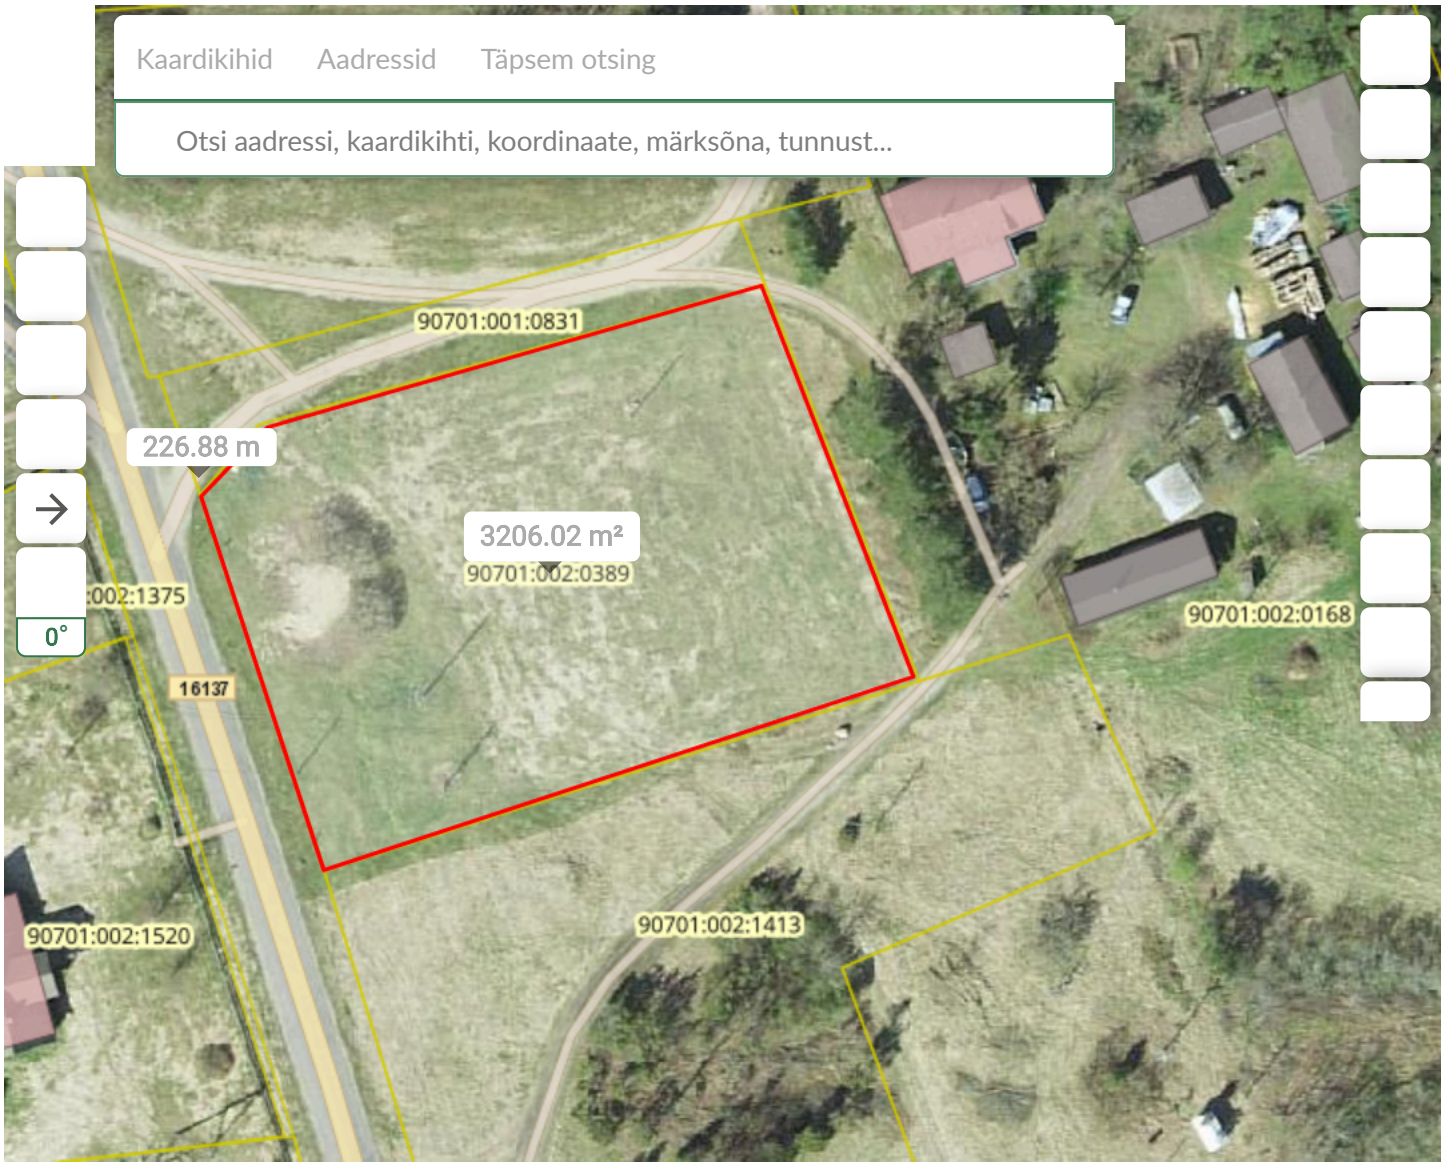 Kaardikihid Aadressid Täpsem otsing
Otsi aadressi, kaardikihti, koordinaate, märksõna, tunnust...
90701:001:0831
226.88 m
3206.02 m²
90701:002:0389
:002:1375
90701:002:0168
0°
16137
90701:002:1413
90701:002:1520